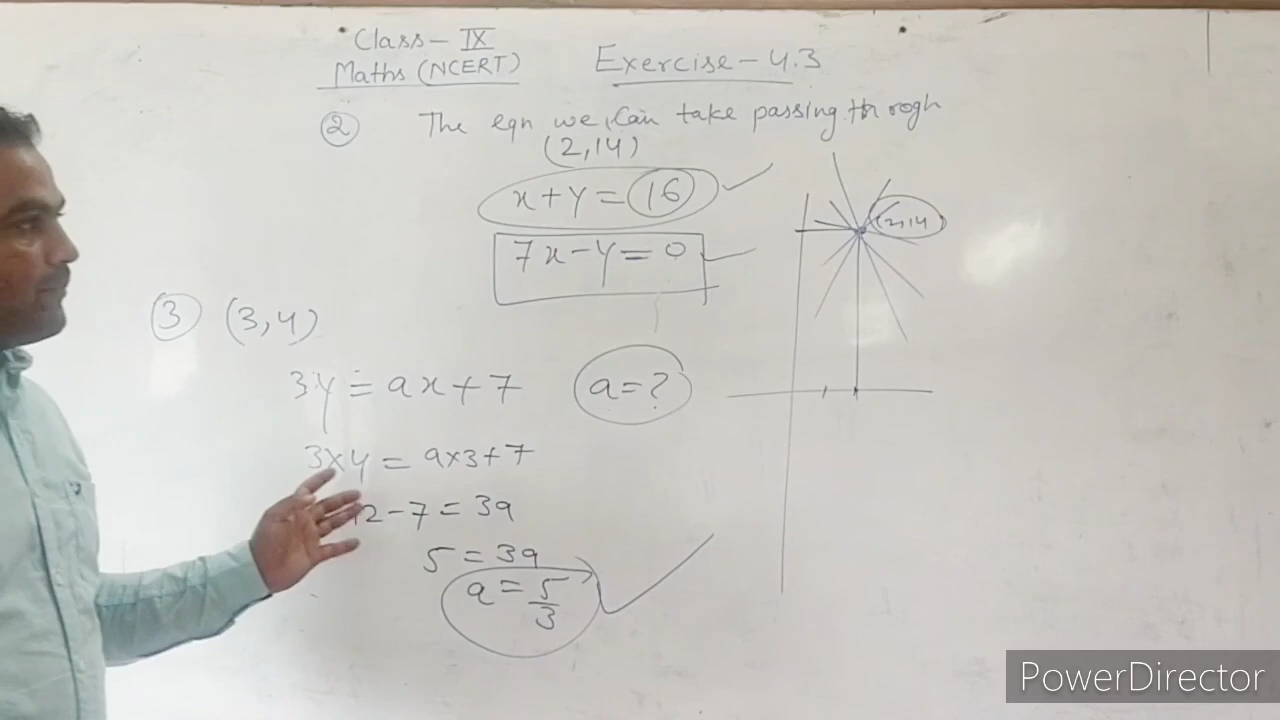 Class - IX
Maths (NCERT)
Exercise - 4.3
② The eqn we, Can take passing throgh
(2,14)
x+y=16
7x-y=0
(2,14
③ (3,4)
3y=ax+7
a=?
3×4=a×3+7
12-7=3a
5=3a
a=5/3
PowerDirector